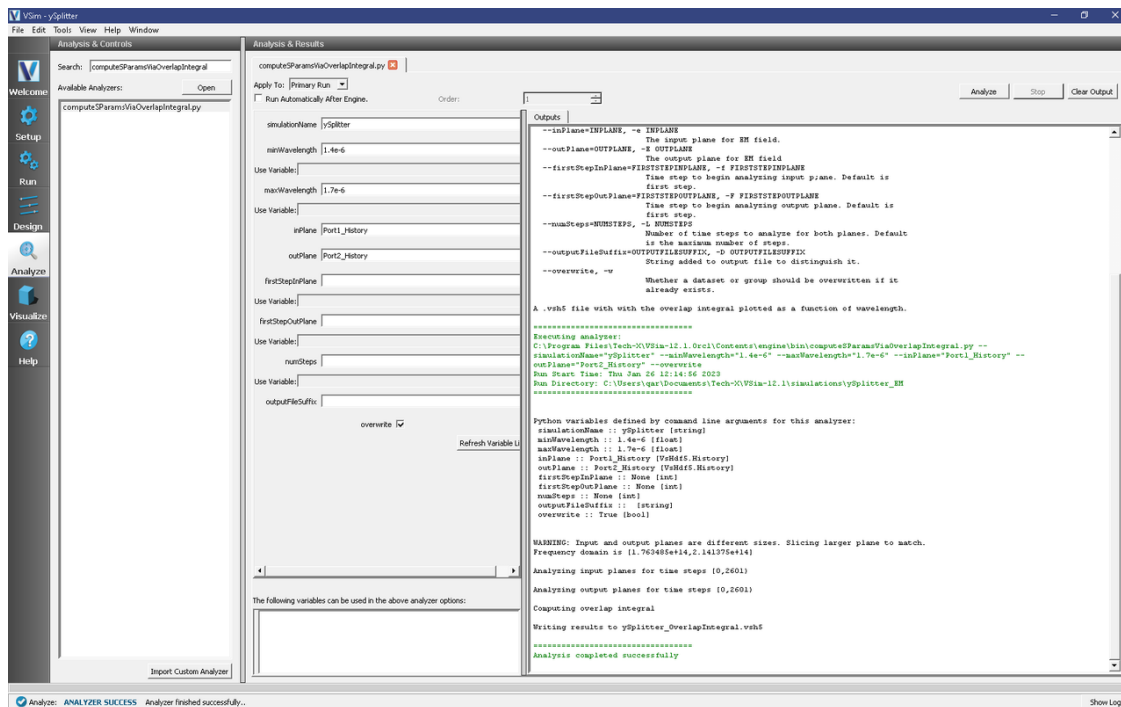 VSim - ySplitter
File Edit Tools View Help Window
Analysis & Controls
Analysis & Results
Welcome
Setup
Run
Design
Analyze
Visualize
Help
Search: computeSParamsViaOverlapIntegral
Available Analyzers: Open
computeSParamsViaOverlapIntegral.py
Import Custom Analyzer
computeSParamsViaOverlapIntegral.py
Apply To: Primary Run
Run Automatically After Engine. Order: 1
Analyze Stop Clear Output
simulationName ySplitter
minWavelength 1.4e-6
Use Variable:
maxWavelength 1.7e-6
Use Variable:
inPlane Port1_History
outPlane Port2_History
firstStepInPlane
Use Variable:
firstStepOutPlane
Use Variable:
numSteps
Use Variable:
outputFileSuffix
overwrite
Refresh Variable Li
The following variables can be used in the above analyzer options:
Outputs
--inPlane=INPLANE, -e INPLANE
The input plane for EM field.
--outPlane=OUTPLANE, -E OUTPLANE
The output plane for EM field
--firstStepInPlane=FIRSTSTEPINPLANE, -f FIRSTSTEPINPLANE
Time step to begin analyzing input p;ane. Default is
first step.
--firstStepOutPlane=FIRSTSTEPOUTPLANE, -F FIRSTSTEPOUTPLANE
Time step to begin analyzing output plane. Default is
first step.
--numSteps=NUMSTEPS, -L NUMSTEPS
Number of time steps to analyze for both planes. Default
is the maximum number of steps.
--outputFileSuffix=OUTPUTFILESUFFIX, -D OUTPUTFILESUFFIX
String added to output file to distinguish it.
--overwrite, -w
Whether a dataset or group should be overwritten if it
already exists.
A .vsh5 file with with the overlap integral plotted as a function of wavelength.
==================================
Executing analyzer:
C:\Program Files\Tech-X\VSim-12.1.0rc1\Contents\engine\bin\computeSParamsViaOverlapIntegral.py --
simulationName="ySplitter" --minWavelength="1.4e-6" --maxWavelength="1.7e-6" --inPlane="Port1_History" --
outPlane="Port2_History" --overwrite
Run Start Time: Thu Jan 26 12:14:56 2023
Run Directory: C:\Users\qar\Documents\Tech-X\VSim-12.1\simulations\ySplitter_EM
==================================
Python variables defined by command line arguments for this analyzer:
simulationName :: ySplitter [string]
minWavelength :: 1.4e-6 [float]
maxWavelength :: 1.7e-6 [float]
inPlane :: Port1_History [VsHdf5.History]
outPlane :: Port2_History [VsHdf5.History]
firstStepInPlane :: None [int]
firstStepOutPlane :: None [int]
numSteps :: None [int]
outputFileSuffix :: [string]
overwrite :: True [bool]
WARNING: Input and output planes are different sizes. Slicing larger plane to match.
Frequency domain is [1.763485e+14,2.141375e+14]
Analyzing input planes for time steps [0,2601)
Analyzing output planes for time steps [0,2601)
Computing overlap integral
Writing results to ySplitter_OverlapIntegral.vsh5
==================================
Analysis completed successfully
Analyze: ANALYZER SUCCESS Analyzer finished successfully..
Show Log